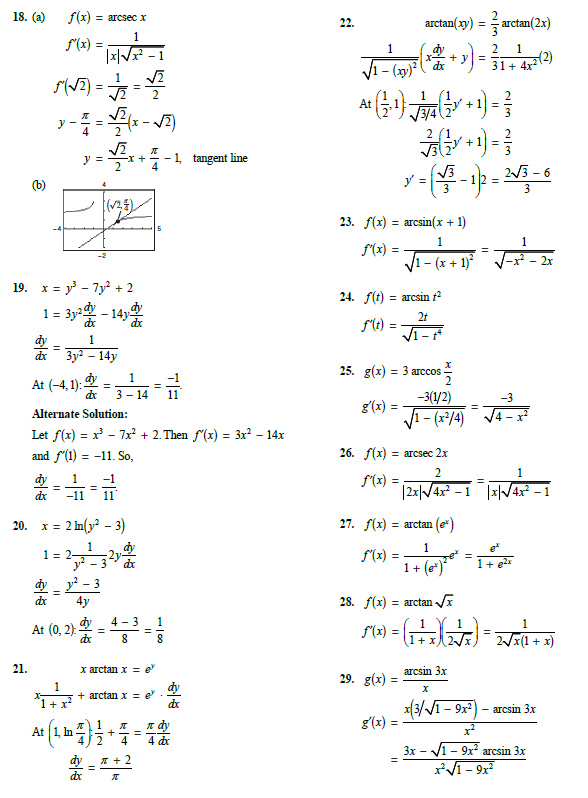 18. (a) f(x) = arcsec x
f′(x) = 1/(|x|√(x² − 1))
f′(√2) = 1/√2 = √2/2
y − π/4 = √2/2 (x − √2)
y = √2/2 x + π/4 − 1, tangent line
(b)
4
(√2, π/4)
−4 5
−2
19. x = y³ − 7y² + 2
1 = 3y² dy/dx − 14y dy/dx
dy/dx = 1/(3y² − 14y)
At (−4, 1): dy/dx = 1/(3 − 14) = −1/11.
Alternate Solution:
Let f(x) = x³ − 7x² + 2. Then f′(x) = 3x² − 14x
and f′(1) = −11. So,
dy/dx = 1/−11 = −1/11.
20. x = 2 ln(y² − 3)
1 = 2 1/(y² − 3) 2y dy/dx
dy/dx = (y² − 3)/4y
At (0, 2): dy/dx = (4 − 3)/8 = 1/8
21. x arctan x = e^y
x 1/(1 + x²) + arctan x = e^y · dy/dx
At (1, ln π/4): 1/2 + π/4 = π/4 dy/dx
dy/dx = (π + 2)/π
22. arctan(xy) = 2/3 arctan(2x)
1/√(1 − (xy)²) (x dy/dx + y) = 2/3 1/(1 + 4x²) (2)
At (1/2, 1): 1/√(3/4) (1/2 y′ + 1) = 2/3
2/√3 (1/2 y′ + 1) = 2/3
y′ = (√3/3 − 1)2 = (2√3 − 6)/3
23. f(x) = arcsin(x + 1)
f′(x) = 1/√(1 − (x + 1)²) = 1/√(−x² − 2x)
24. f(t) = arcsin t²
f′(t) = 2t/√(1 − t⁴)
25. g(x) = 3 arccos x/2
g′(x) = −3(1/2)/√(1 − (x²/4)) = −3/√(4 − x²)
26. f(x) = arcsec 2x
f′(x) = 2/(|2x|√(4x² − 1)) = 1/(|x|√(4x² − 1))
27. f(x) = arctan (e^x)
f′(x) = 1/(1 + (e^x)²) e^x = e^x/(1 + e^(2x))
28. f(x) = arctan √x
f′(x) = (1/(1 + x))(1/(2√x)) = 1/(2√x(1 + x))
29. g(x) = arcsin 3x/x
g′(x) = (x(3/√(1 − 9x²)) − arcsin 3x)/x²
= (3x − √(1 − 9x²) arcsin 3x)/(x²√(1 − 9x²))